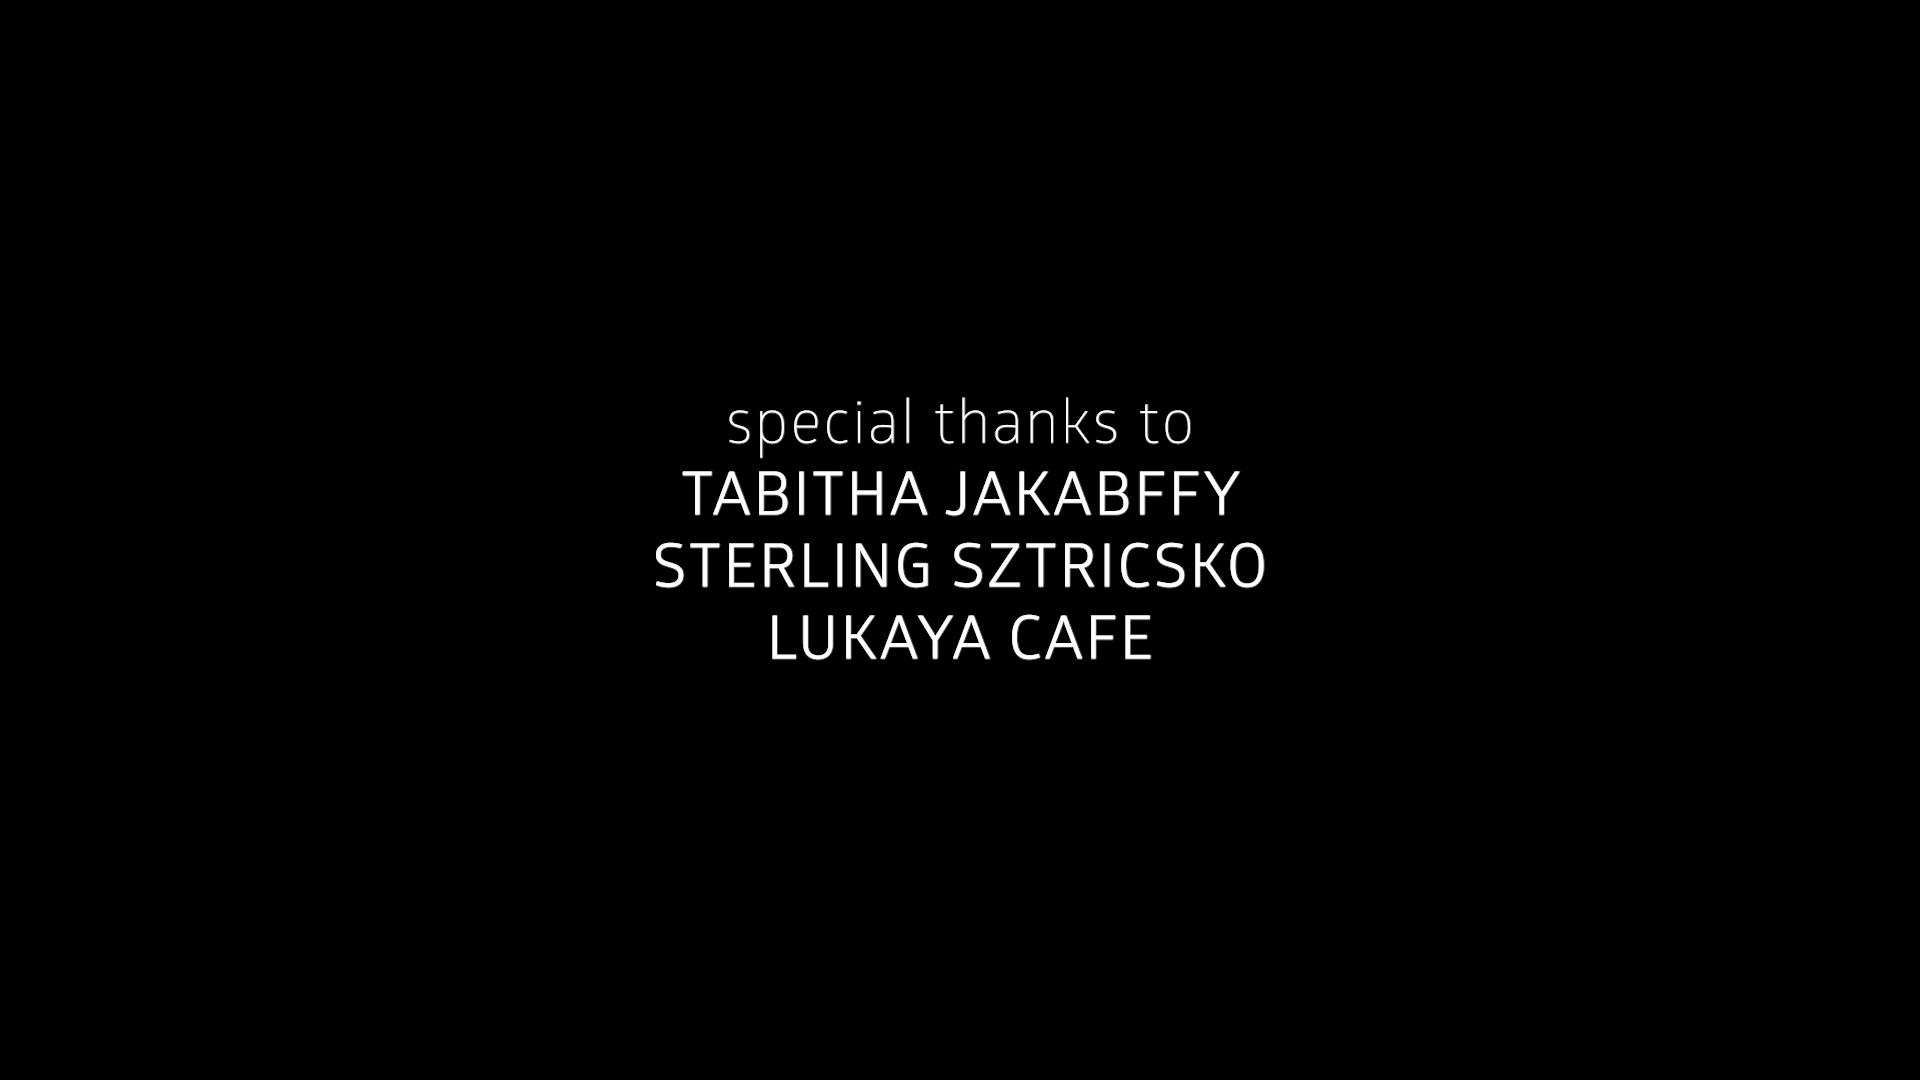 special thanks to
TABITHA JAKABFFY
STERLING SZTRICSKO
LUKAYA CAFE